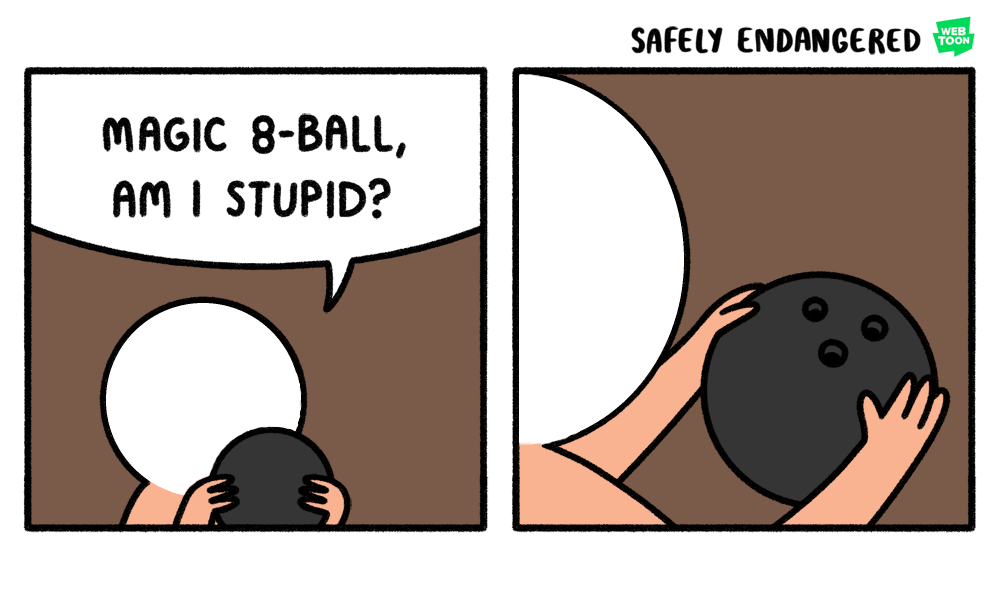 SAFELY ENDANGERED
WEB
TOON
MAGIC 8-BALL,
AM I STUPID?